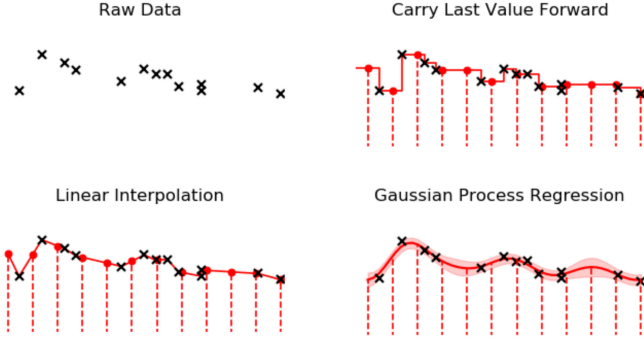 Raw Data
Carry Last Value Forward
Linear Interpolation
Gaussian Process Regression